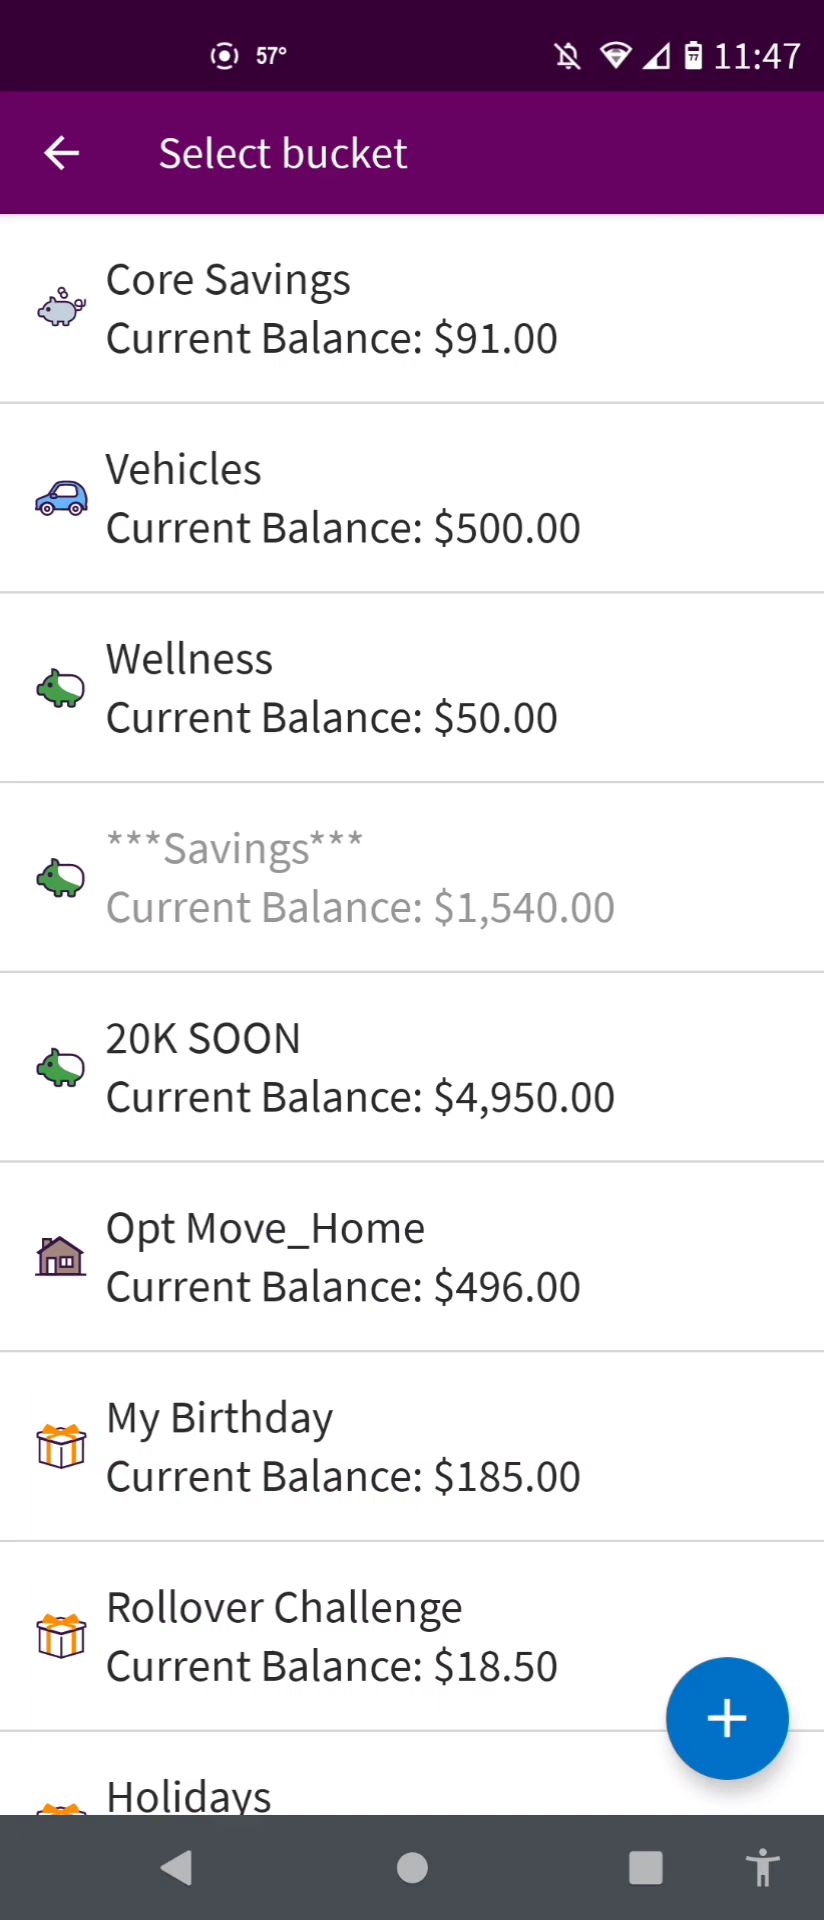 57°
77
11:47
Select bucket
Core Savings
Current Balance: $91.00
Vehicles
Current Balance: $500.00
Wellness
Current Balance: $50.00
***Savings***
Current Balance: $1,540.00
20K SOON
Current Balance: $4,950.00
Opt Move_Home
Current Balance: $496.00
My Birthday
Current Balance: $185.00
Rollover Challenge
Current Balance: $18.50
Holidays